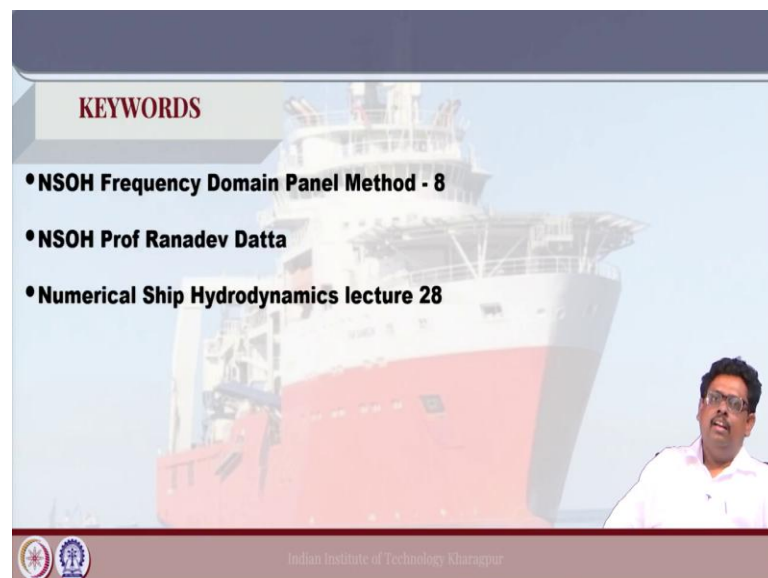 KEYWORDS
•NSOH Frequency Domain Panel Method - 8
•NSOH Prof Ranadev Datta
•Numerical Ship Hydrodynamics lecture 28
Indian Institute of Technology Kharagpur